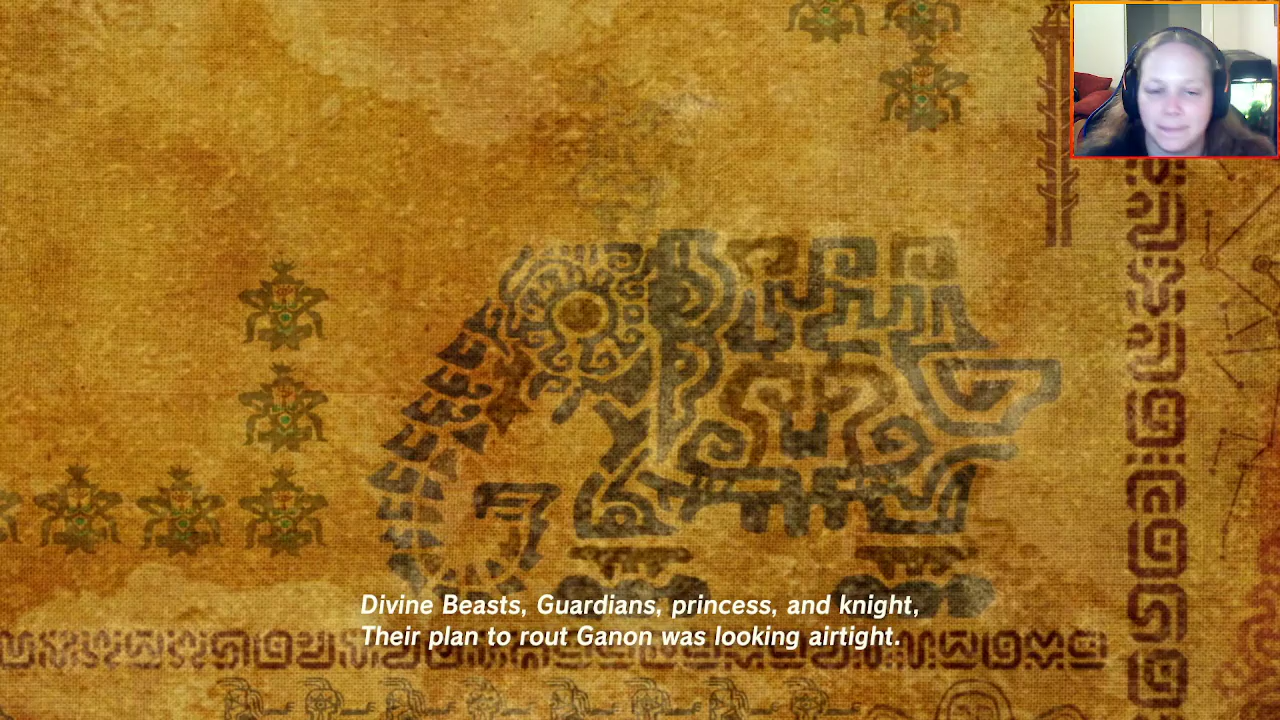 Divine Beasts, Guardians, princess, and knight,
Their plan to rout Ganon was looking airtight.